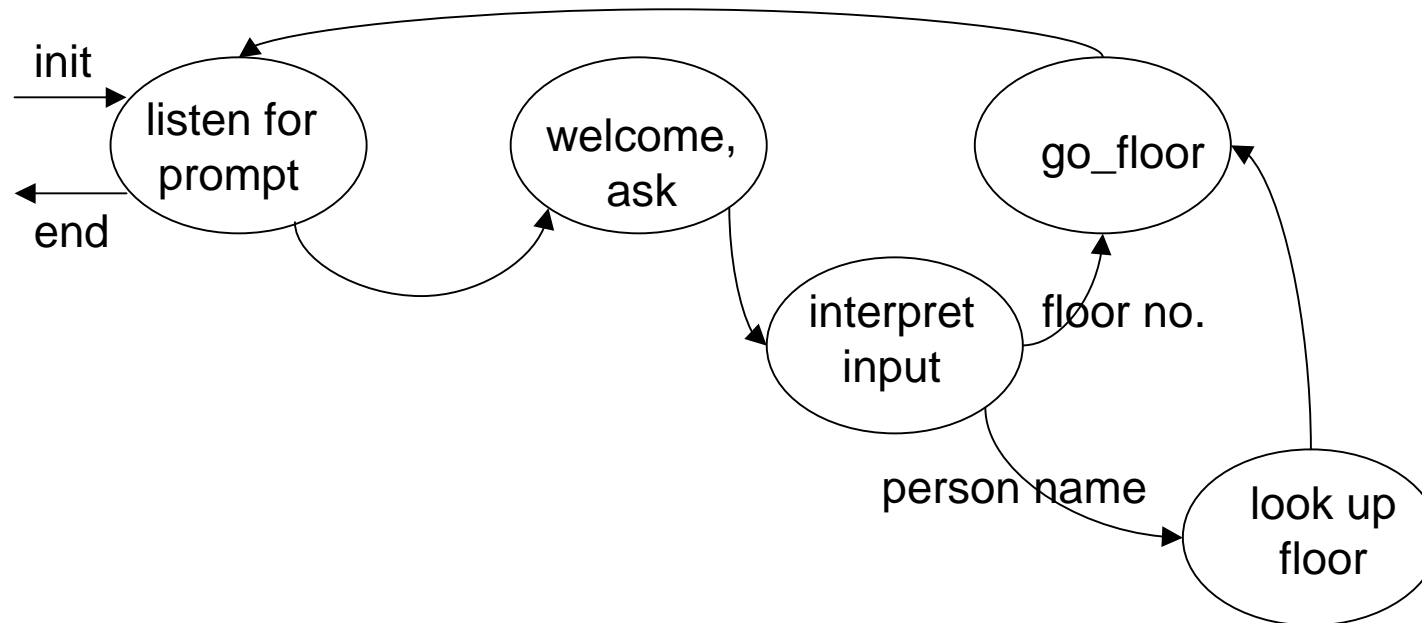 init
listen for
prompt
end
welcome,
ask
go_floor
interpret
input
floor no.
person name
look up
floor